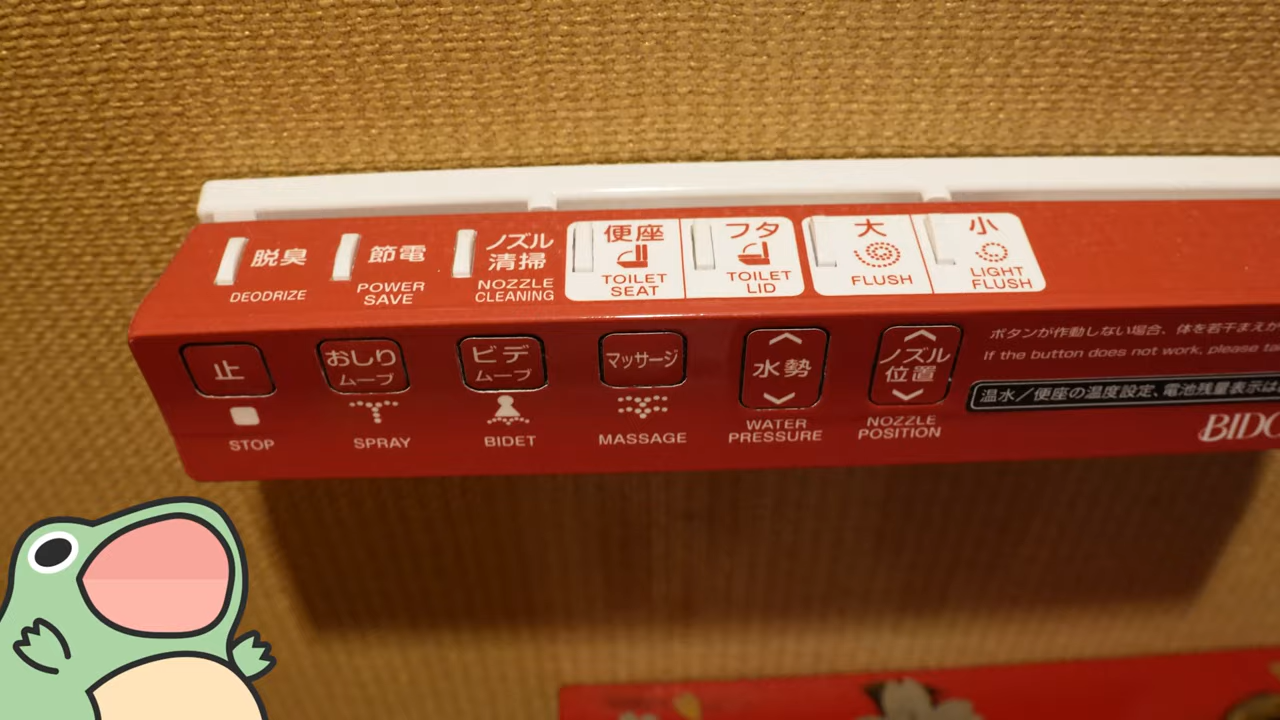 脱臭
DEODRIZE
節電
POWER
SAVE
ノズル
清掃
NOZZLE
CLEANING
便座
TOILET
SEAT
フタ
TOILET
LID
大
FLUSH
小
LIGHT
FLUSH
止
STOP
おしり
ムーブ
SPRAY
ビデ
ムーブ
BIDET
マッサージ
MASSAGE
水勢
WATER
PRESSURE
ノズル
位置
NOZZLE
POSITION
ボタンが作動しない場合、体を若干まえか
If the button does not work, please
温水/便座の温度設定、電池残量表示は